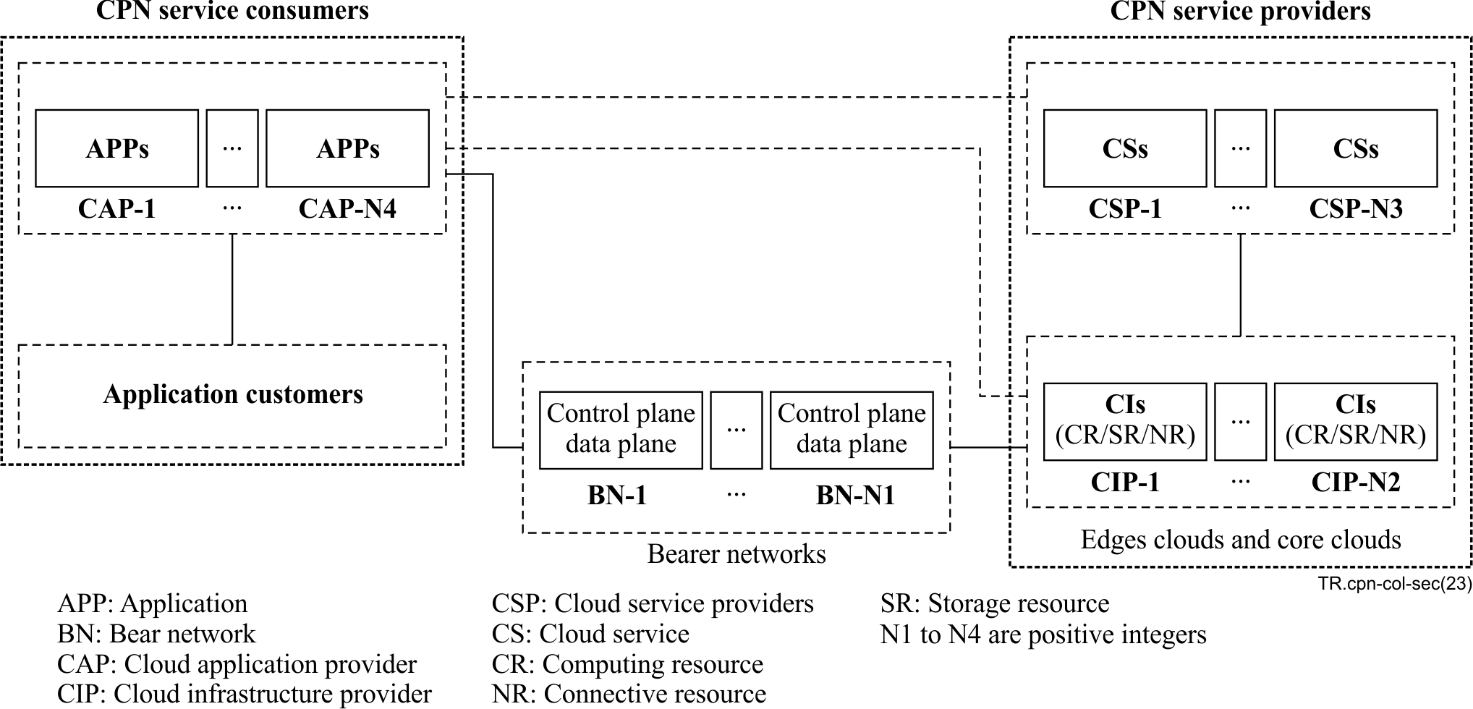 CPN service consumers
CPN service providers
APPs ... APPs
CAP-1 ... CAP-N4
CSs ... CSs
CSP-1 ... CSP-N3
Application customers
Control plane
data plane
...
Control plane
data plane
BN-1 ... BN-N1
Bearer networks
CIs
(CR/SR/NR)
...
CIs
(CR/SR/NR)
CIP-1 ... CIP-N2
Edges clouds and core clouds
TR.cpn-col-sec(23)
APP: Application
BN: Bear network
CAP: Cloud application provider
CIP: Cloud infrastructure provider
CSP: Cloud service providers
CS: Cloud service
CR: Computing resource
NR: Connective resource
SR: Storage resource
N1 to N4 are positive integers